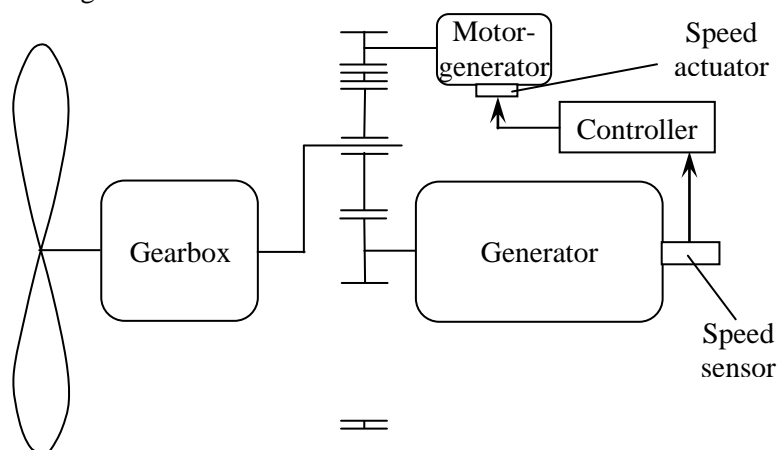 Motor-
generator
Speed
actuator
Controller
Gearbox
Generator
Speed
sensor